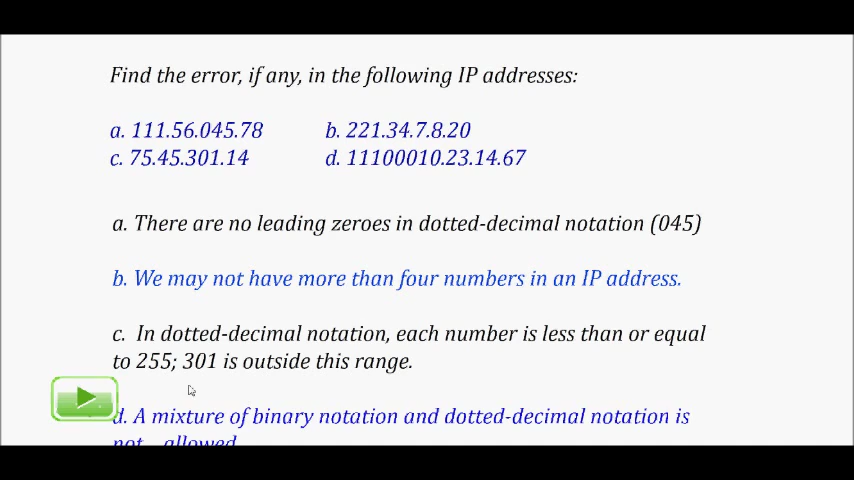 Find the error, if any, in the following IP addresses:
a. 111.56.045.78 b. 221.34.7.8.20
c. 75.45.301.14 d. 11100010.23.14.67
a. There are no leading zeroes in dotted-decimal notation (045)
b. We may not have more than four numbers in an IP address.
c. In dotted-decimal notation, each number is less than or equal
to 255; 301 is outside this range.
d. A mixture of binary notation and dotted-decimal notation is
not allowed